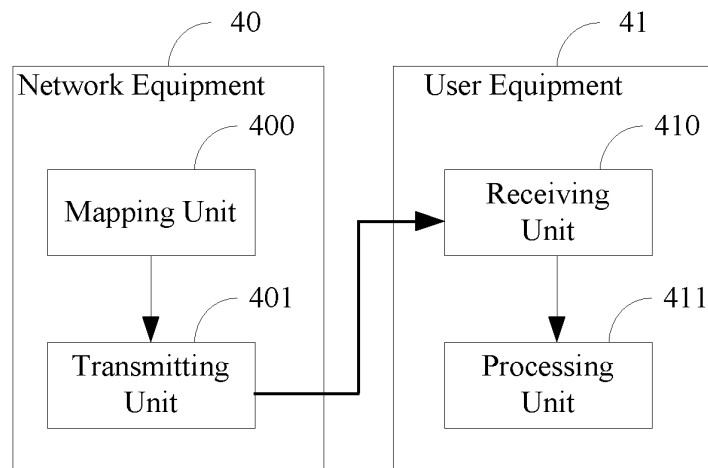 40
Network Equipment
400
Mapping Unit
401
Transmitting
Unit
41
User Equipment
410
Receiving
Unit
411
Processing
Unit